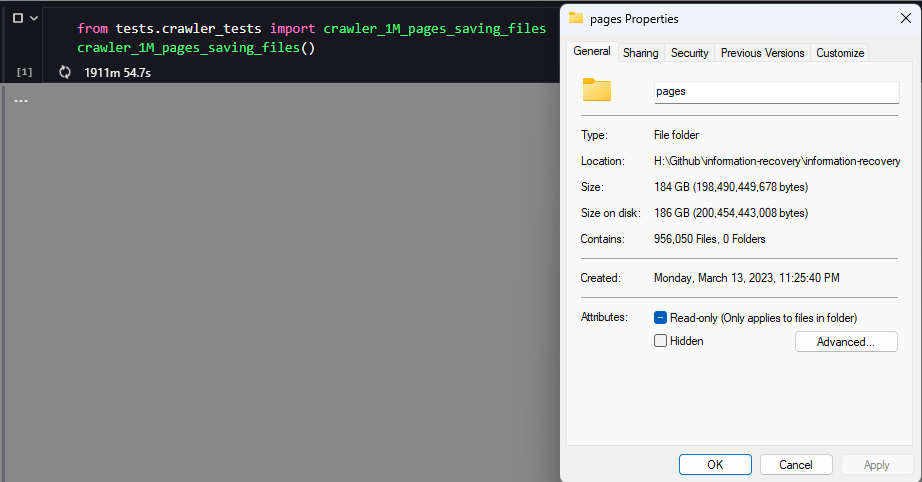 from tests.crawler_tests import crawler_1M_pages_saving_files
crawler_1M_pages_saving_files()
[1] 1911m 54.7s
...
pages Properties
General Sharing Security Previous Versions Customize
pages
Type: File folder
Location: H:\Github\information-recovery\information-recovery
Size: 184 GB (198,490,449,678 bytes)
Size on disk: 186 GB (200,454,443,008 bytes)
Contains: 956,050 Files, 0 Folders
Created: Monday, March 13, 2023, 11:25:40 PM
Attributes: Read-only (Only applies to files in folder)
Hidden
Advanced...
OK Cancel Apply